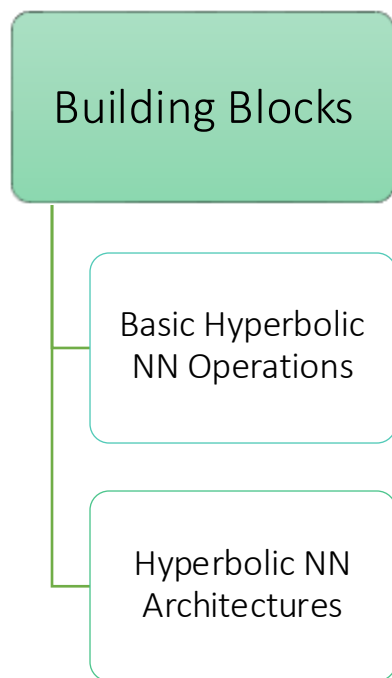 Building Blocks
Basic Hyperbolic
NN Operations
Hyperbolic NN
Architectures